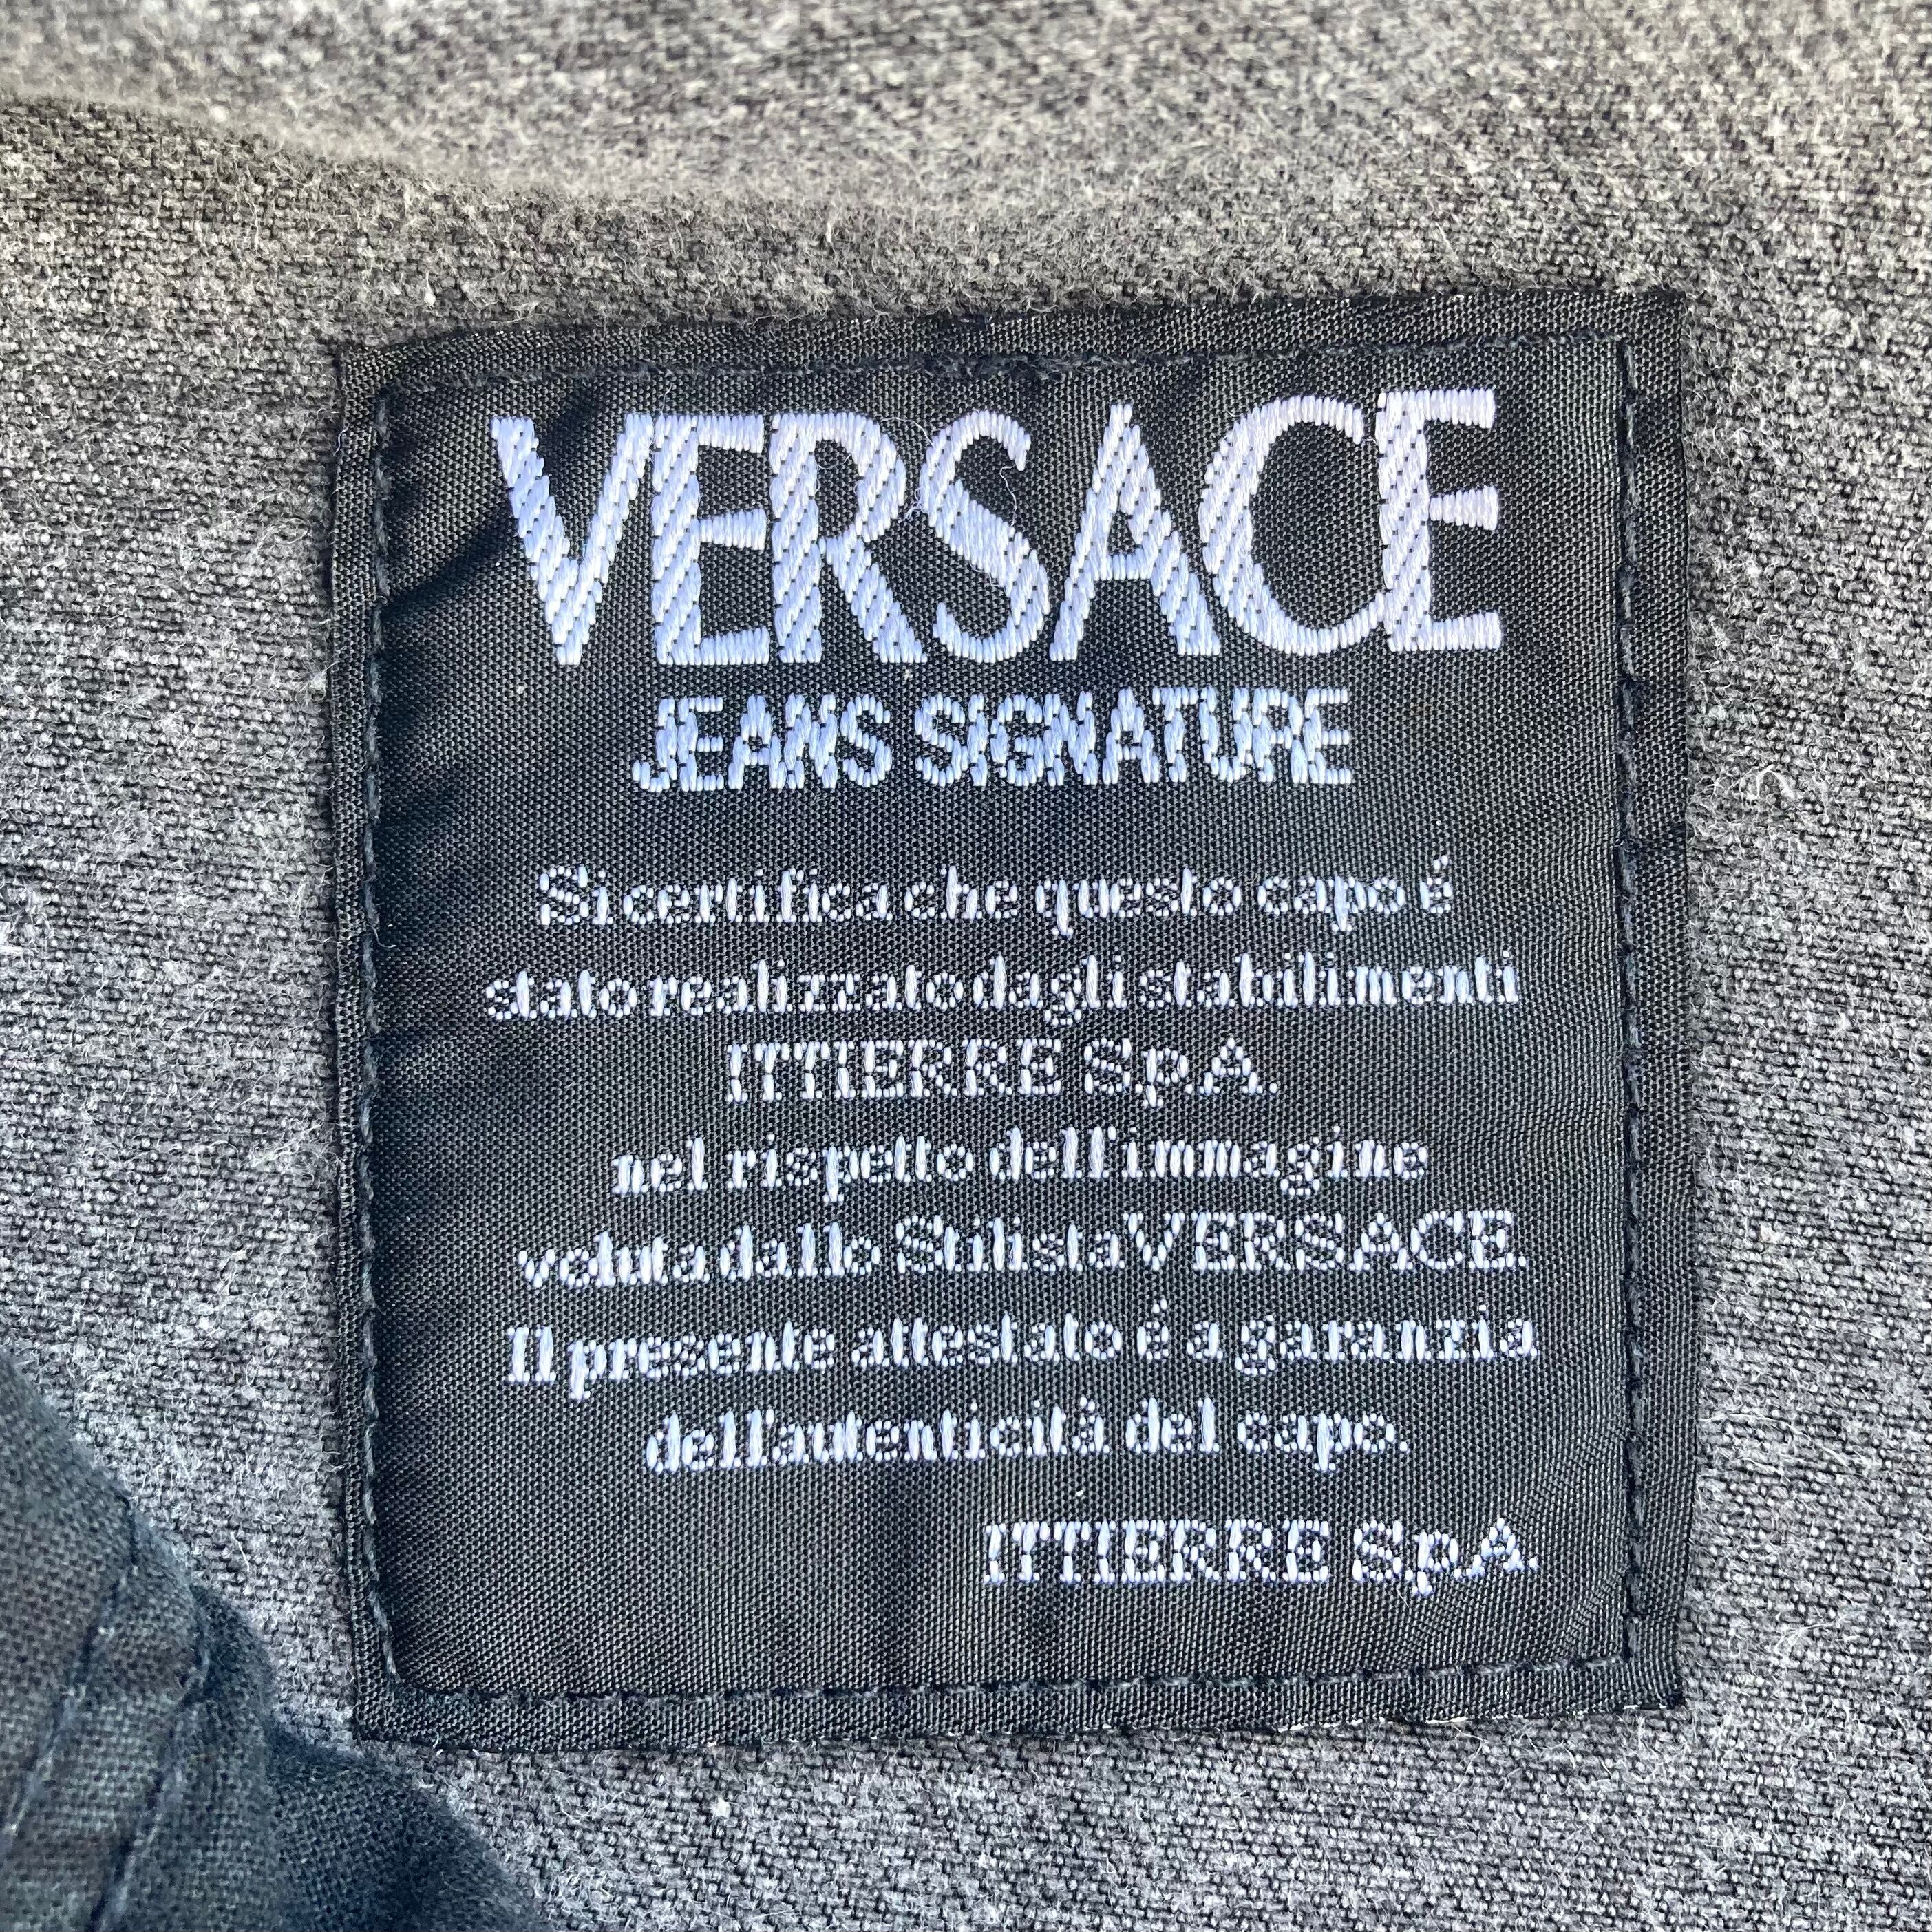 VERSACE
JEANS SIGNATURE
Si certifica che questo capo é
stato realizzato dagli stabilimenti
ITTIERRE S.p.A.
nel rispetto dell'immagine
voluta dallo Stilista VERSACE.
Il presente attestato é a garanzia
dell'autenticità del capo.
ITTIERRE S.p.A.